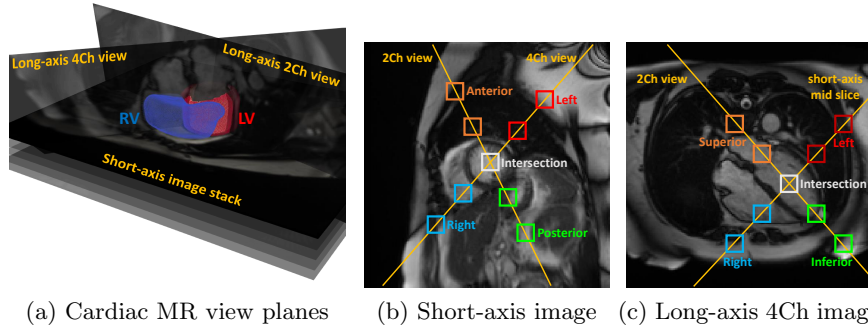 Long-axis 4Ch view
Long-axis 2Ch view
RV
LV
Short-axis image stack
2Ch view
4Ch view
Anterior
Left
Intersection
Right
Posterior
2Ch view
short-axis
mid slice
Superior
Left
Intersection
Right
Inferior
(a) Cardiac MR view planes
(b) Short-axis image
(c) Long-axis 4Ch imag